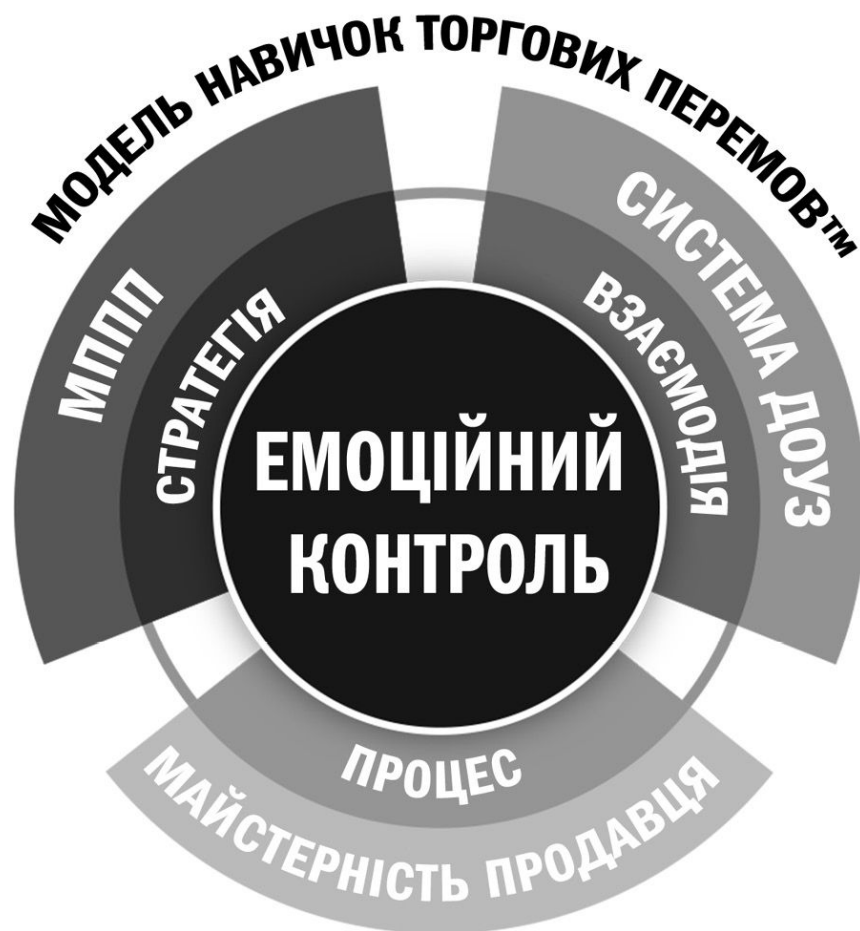 МОДЕЛЬ НАВИЧОК ТОРГОВИХ ПЕРЕМОВ™
МППП
СТРАТЕГІЯ
СИСТЕМА ДОУЗ
ВЗАЄМОДІЯ
ЕМОЦІЙНИЙ
КОНТРОЛЬ
ПРОЦЕС
МАЙСТЕРНІСТЬ ПРОДАВЦЯ